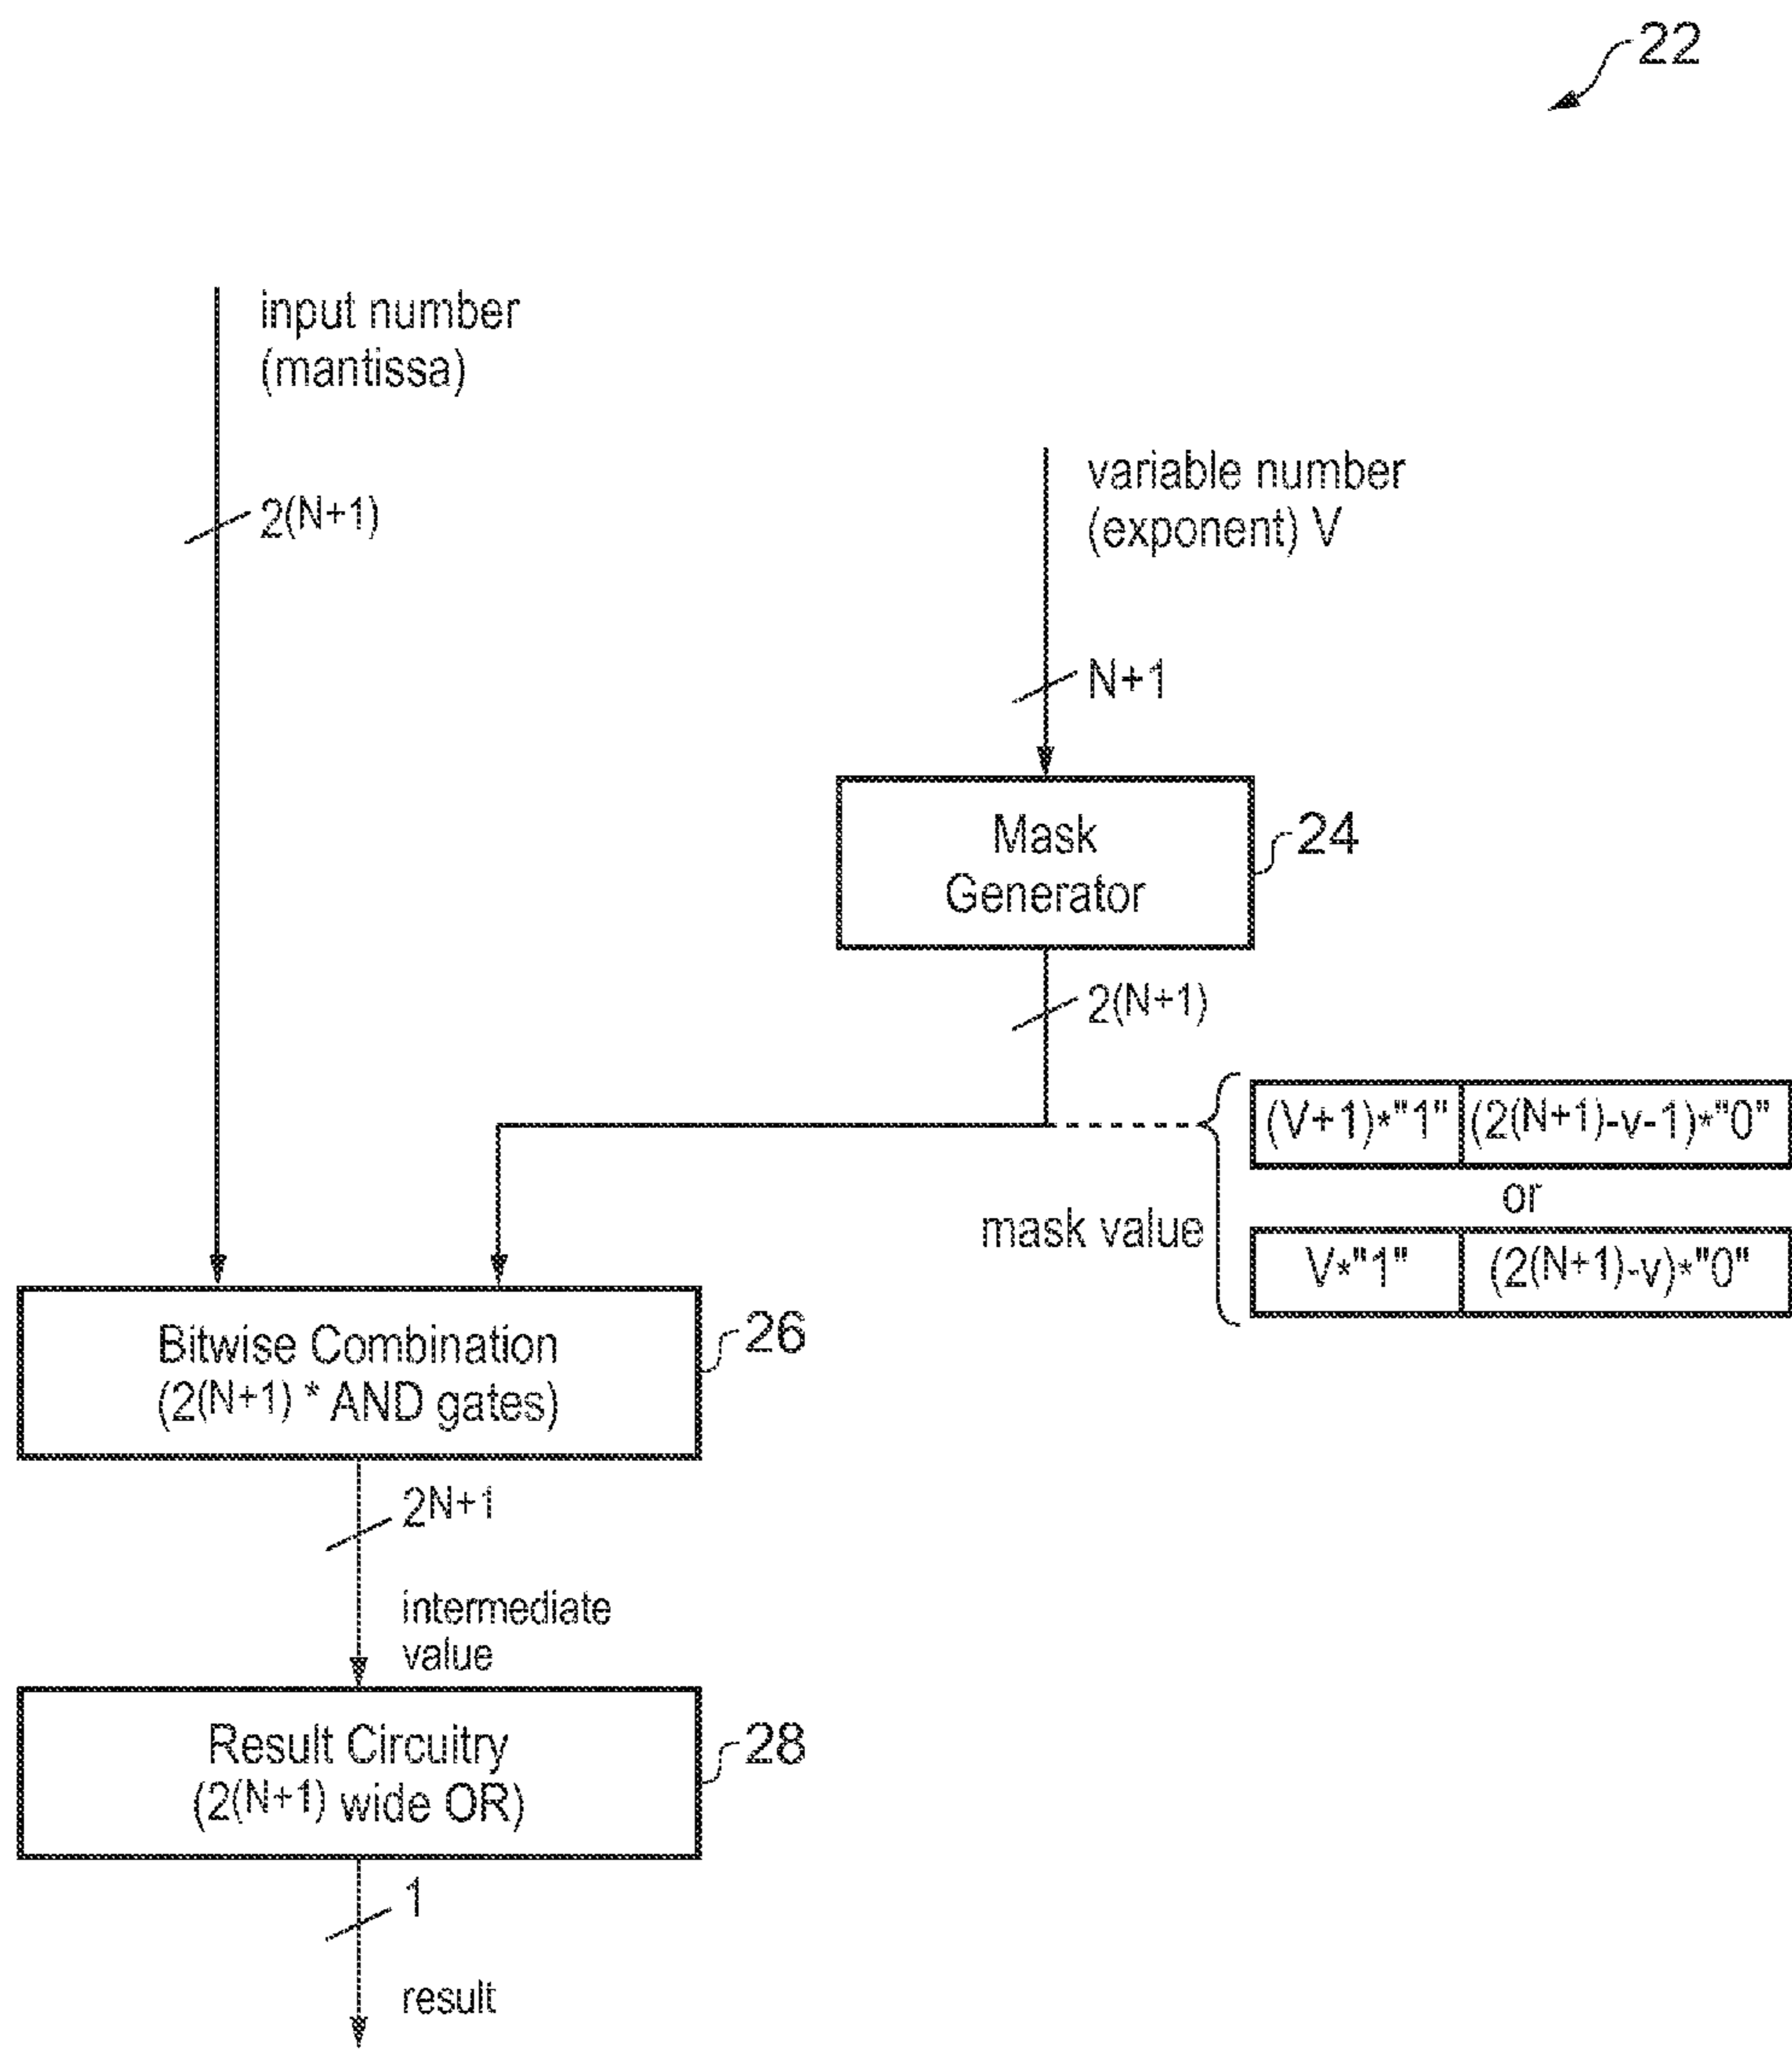 22
input number
(mantissa)
2(N+1)
variable number
(exponent) V
N+1
Mask
Generator
24
2(N+1)
mask value
(V+1)*"1" (2(N+1)-v-1)*"0"
or
V*"1" (2(N+1)-v)*"0"
Bitwise Combination
(2(N+1) * AND gates)
26
2N+1
intermediate
value
Result Circuitry
(2(N+1) wide OR)
28
1
result